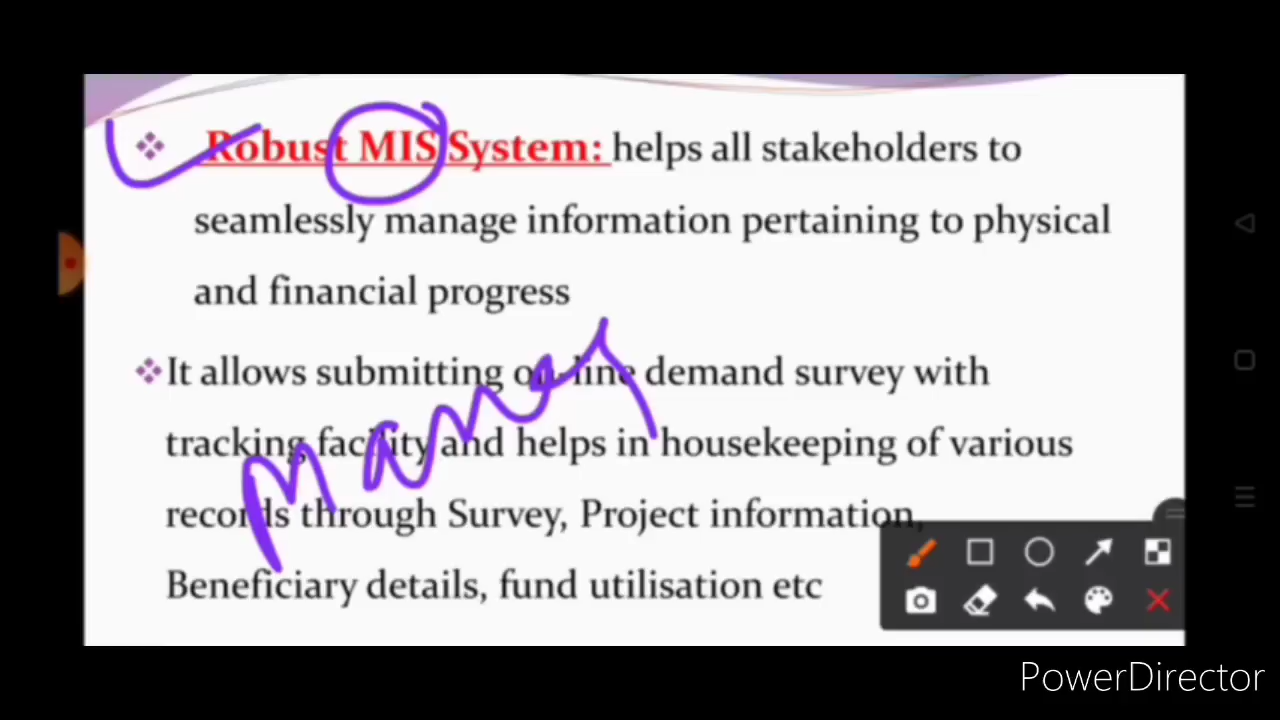 Robust MIS System: helps all stakeholders to
seamlessly manage information pertaining to physical
and financial progress
It allows submitting on-line demand survey with
tracking facility and helps in housekeeping of various
records through Survey, Project information,
Beneficiary details, fund utilisation etc
PowerDirector